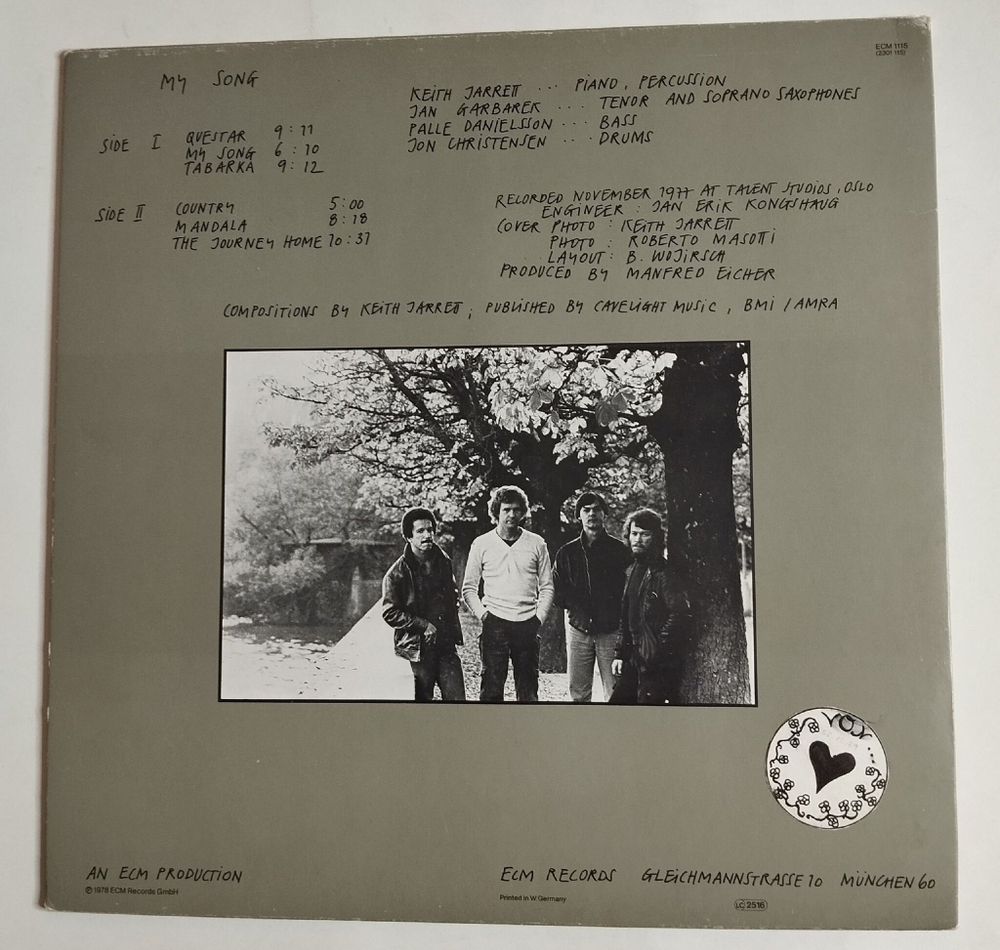 ECM 1115
(2301 115)
My SONG
SIDE I
QUESTAR 9:11
My SONG 6:10
TABARKA 9:12
SIDE II
COUNTRY 5:00
MANDALA 8:18
THE JOURNEY HOME 10:37
KEITH JARRETT ... PIANO, PERCUSSION
JAN GARBAREK ... TENOR AND SOPRANO SAXOPHONES
PALLE DANIELSSON ... BASS
JON CHRISTENSEN ... DRUMS
RECORDED NOVEMBER 1977 AT TALENT STUDIOS, OSLO
ENGINEER: JAN ERIK KONGSHAUG
COVER PHOTO: KEITH JARRETT
PHOTO: ROBERTO MASOTTI
LAYOUT: B. WOJIRSCH
PRODUCED BY MANFRED EICHER
COMPOSITIONS BY KEITH JARRETT; PUBLISHED BY CAVELIGHT MUSIC, BMI / AMRA
AN ECM PRODUCTION
℗ 1978 ECM Records GmbH
ECM RECORDS GLEICHMANNSTRASSE 10 MÜNCHEN 60
Printed in W. Germany
LC 2516